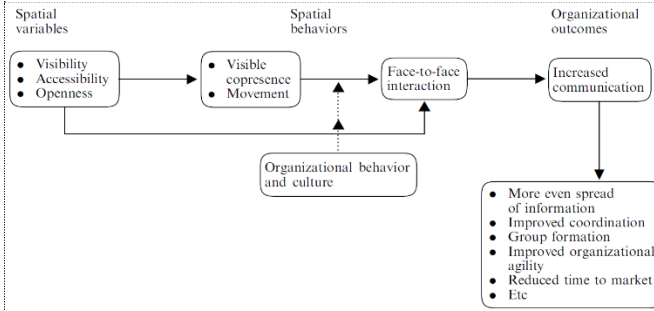 Spatial
variables
Spatial
behaviors
Organizational
outcomes
• Visibility
• Accessibility
• Openness
• Visible
copresence
• Movement
Face-to-face
interaction
Increased
communication
Organizational behavior
and culture
• More even spread
of information
• Improved coordination
• Group formation
• Improved organizational
agility
• Reduced time to market
• Etc